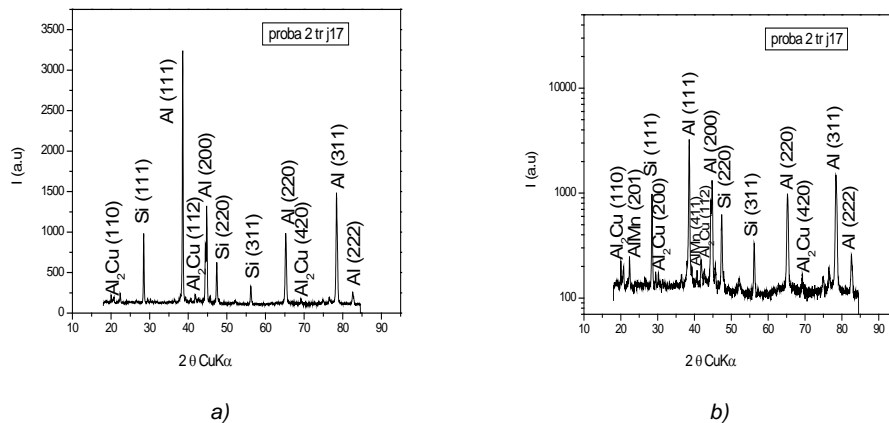 proba 2 tr j17
3500
3000
2500
2000
1500
1000
500
0
I (a.u)
Al₂Cu (110)
Si (111)
Al (111)
Al₂Cu (112)
Al (200)
Si (220)
Si (311)
Al (220)
Al₂Cu (420)
Al (311)
Al (222)
10 20 30 40 50 60 70 80 90
2 θ CuKα
a)
proba 2 tr j17
10000
1000
100
I (a.u)
Al₂Cu (110)
AlMn (201)
Si (111)
Al₂Cu (200)
Al (111)
AlMn (411)
Al₂Cu (112)
Al (200)
Si (220)
Si (311)
Al (220)
Al₂Cu (420)
Al (311)
Al (222)
10 20 30 40 50 60 70 80 90
2 θ CuKα
b)